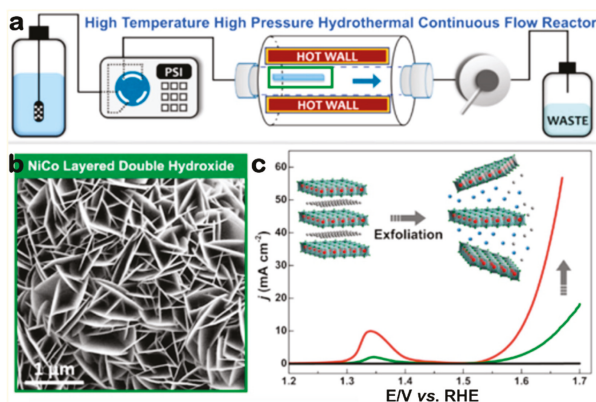 a
High Temperature High Pressure Hydrothermal Continuous Flow Reactor
PSI
HOT WALL
HOT WALL
WASTE
b
NiCo Layered Double Hydroxide
1 μm
c
60
50
40
30
20
10
0
j (mA cm⁻²)
Exfoliation
1.2 1.3 1.4 1.5 1.6 1.7
E/V vs. RHE